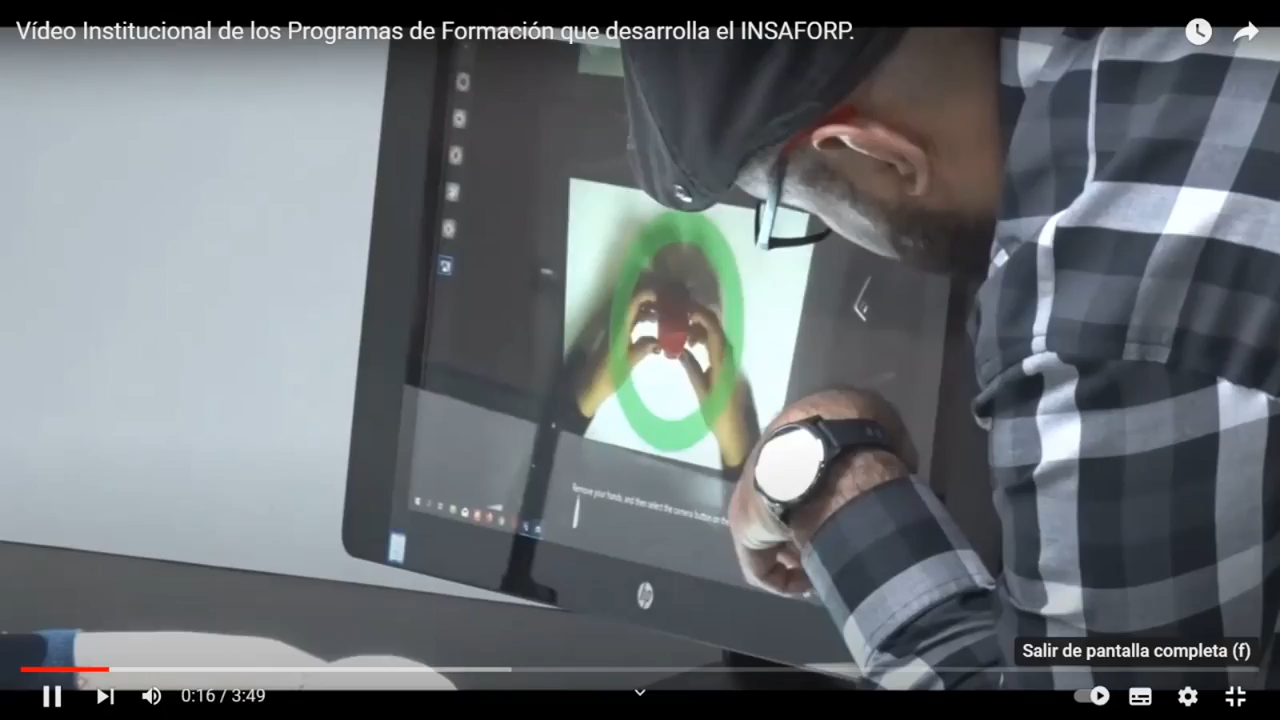 Vídeo Institucional de los Programas de Formación que desarrolla el INSAFORP.
Remove your hands, and then select the camera button on the
hp
Salir de pantalla completa (f)
0:16 / 3:49